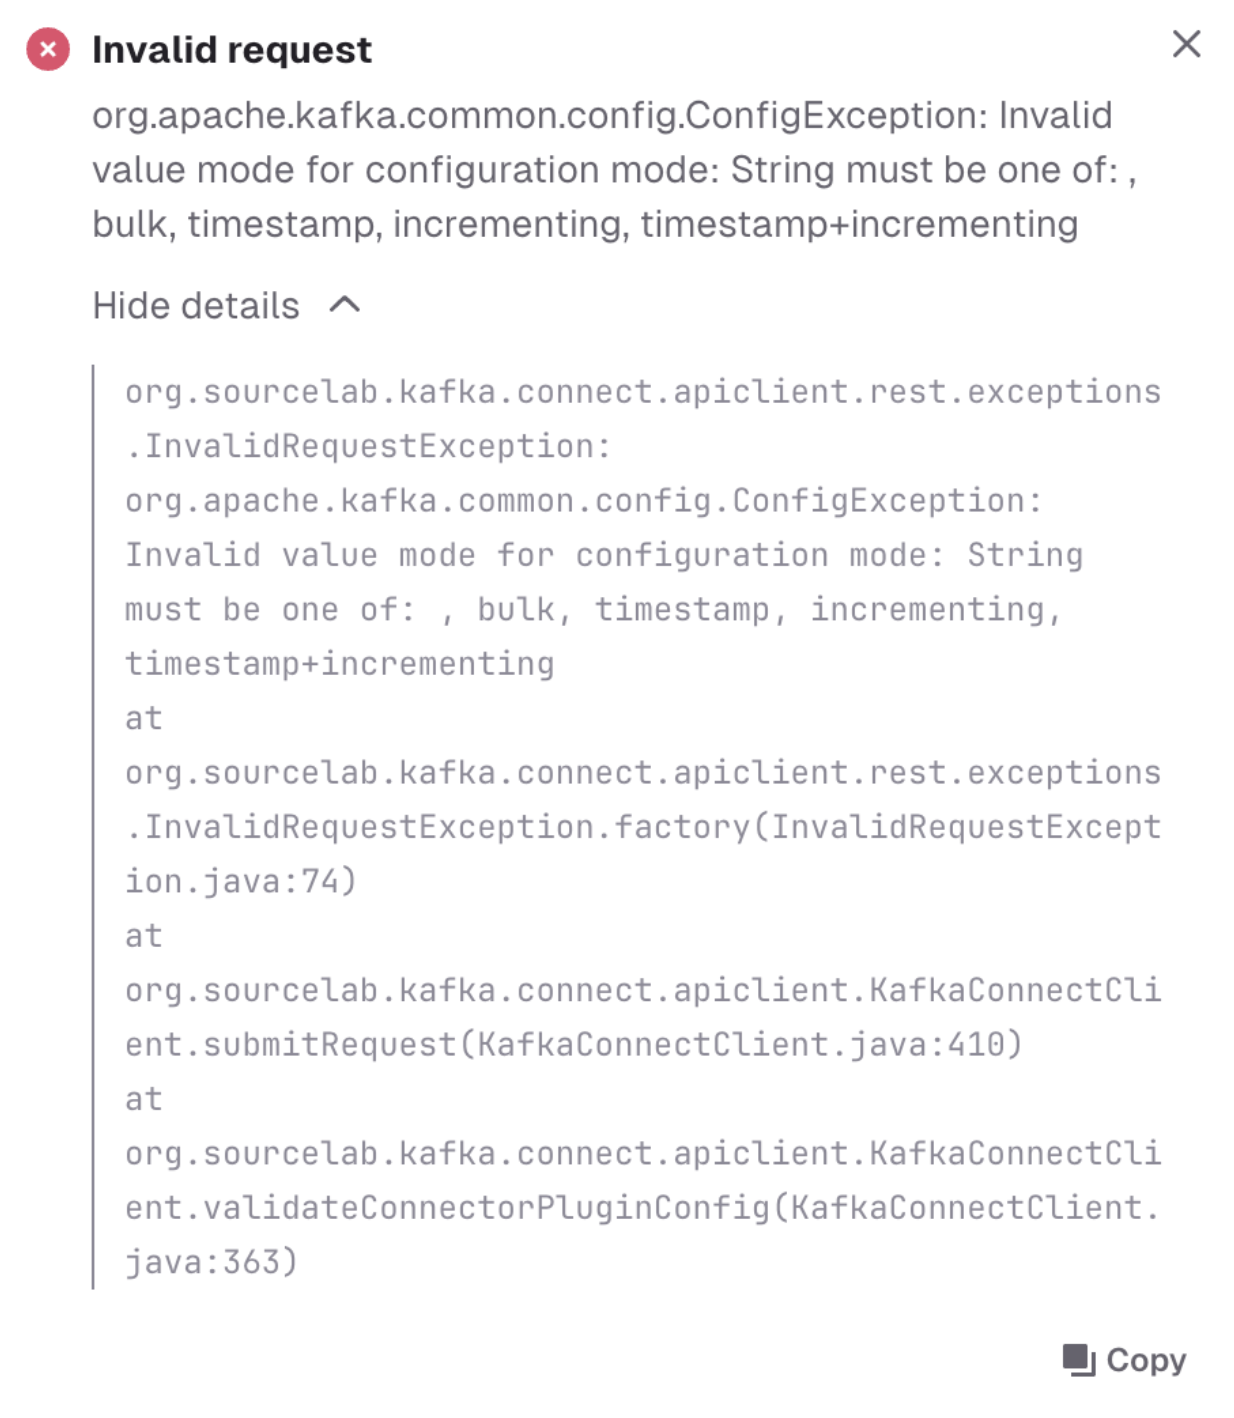 Invalid request
org.apache.kafka.common.config.ConfigException: Invalid
value mode for configuration mode: String must be one of: ,
bulk, timestamp, incrementing, timestamp+incrementing
Hide details
org.sourcelab.kafka.connect.apiclient.rest.exceptions
.InvalidRequestException:
org.apache.kafka.common.config.ConfigException:
Invalid value mode for configuration mode: String
must be one of: , bulk, timestamp, incrementing,
timestamp+incrementing
at
org.sourcelab.kafka.connect.apiclient.rest.exceptions
.InvalidRequestException.factory(InvalidRequestExcept
ion.java:74)
at
org.sourcelab.kafka.connect.apiclient.KafkaConnectCli
ent.submitRequest(KafkaConnectClient.java:410)
at
org.sourcelab.kafka.connect.apiclient.KafkaConnectCli
ent.validateConnectorPluginConfig(KafkaConnectClient.
java:363)
Copy